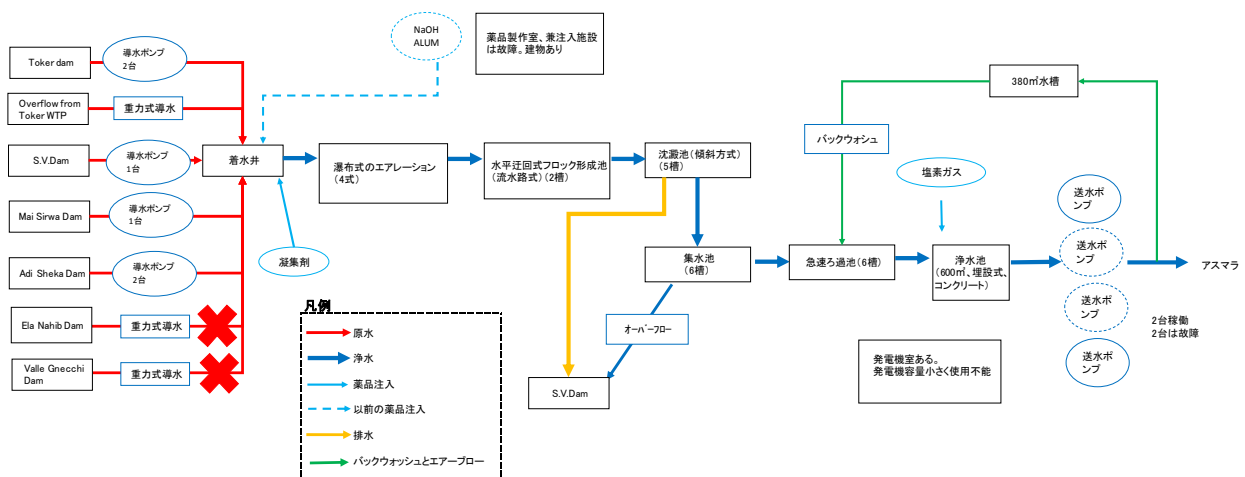 NaOH
ALUM
薬品製作室、兼注入施設
は故障。建物あり
Toker dam
導水ポンプ
2台
Overflow from
Toker WTP
重力式導水
S.V.Dam
導水ポンプ
1台
Mai Sirwa Dam
導水ポンプ
1台
Adi Sheka Dam
導水ポンプ
2台
Ela Nahib Dam
重力式導水
Valle Gnecchi
Dam
重力式導水
着水井
凝集剤
瀑布式のエアレーション
(4式)
水平迂回式フロック形成池
(流水路式)(2槽)
沈澱池(傾斜方式)
(5槽)
集水池
(6槽)
オーバーフロー
S.V.Dam
380㎥水槽
バックウォシュ
急速ろ過池(6槽)
塩素ガス
浄水池
(600㎥、埋設式、
コンクリート)
送水ポ
ンプ
送水ポ
ンプ
送水ポ
ンプ
送水ポ
ンプ
アスマラ
2台稼働
2台は故障
発電機室ある。
発電機容量小さく使用不能
凡例
原水
浄水
薬品注入
以前の薬品注入
排水
バックウォッシュとエアーブロー